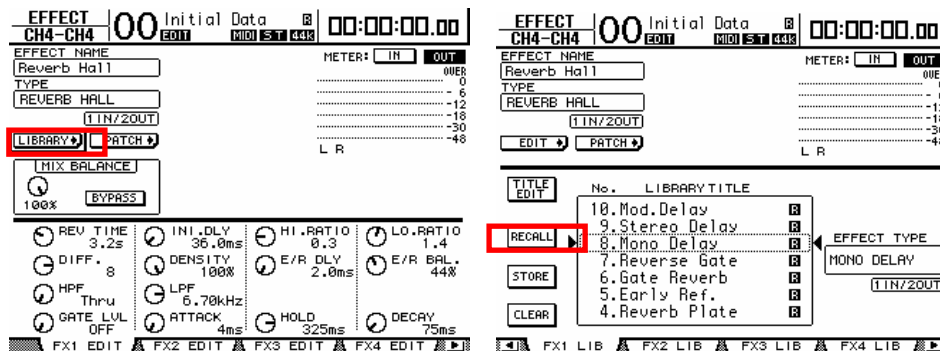 EFFECT
CH4-CH4
00 Initial Data R
EDIT MIDI ST 44k
00:00:00.00
EFFECT NAME
Reverb Hall
METER: IN OUT
TYPE
REVERB HALL
1IN/2OUT
LIBRARY PATCH
OVER
0
- 6
-12
-18
-30
-48
L R
MIX BALANCE
100%
BYPASS
REV TIME 3.2s
INI.DLY 36.0ms
HI.RATIO 0.3
LO.RATIO 1.4
DIFF. 8
DENSITY 100%
E/R DLY 2.0ms
E/R BAL. 44%
HPF Thru
LPF 6.70kHz
GATE LVL OFF
ATTACK 4ms
HOLD 325ms
DECAY 75ms
FX1 EDIT FX2 EDIT FX3 EDIT FX4 EDIT
EFFECT
CH4-CH4
00 Initial Data R
EDIT MIDI ST 44k
00:00:00.00
EFFECT NAME
Reverb Hall
METER: IN OUT
TYPE
REVERB HALL
1IN/2OUT
EDIT PATCH
L R
TITLE EDIT
RECALL
STORE
CLEAR
No. LIBRARY TITLE
10.Mod.Delay R
9.Stereo Delay R
8.Mono Delay R
7.Reverse Gate R
6.Gate Reverb R
5.Early Ref. R
4.Reverb Plate R
EFFECT TYPE
MONO DELAY
1IN/2OUT
FX1 LIB FX2 LIB FX3 LIB FX4 LIB